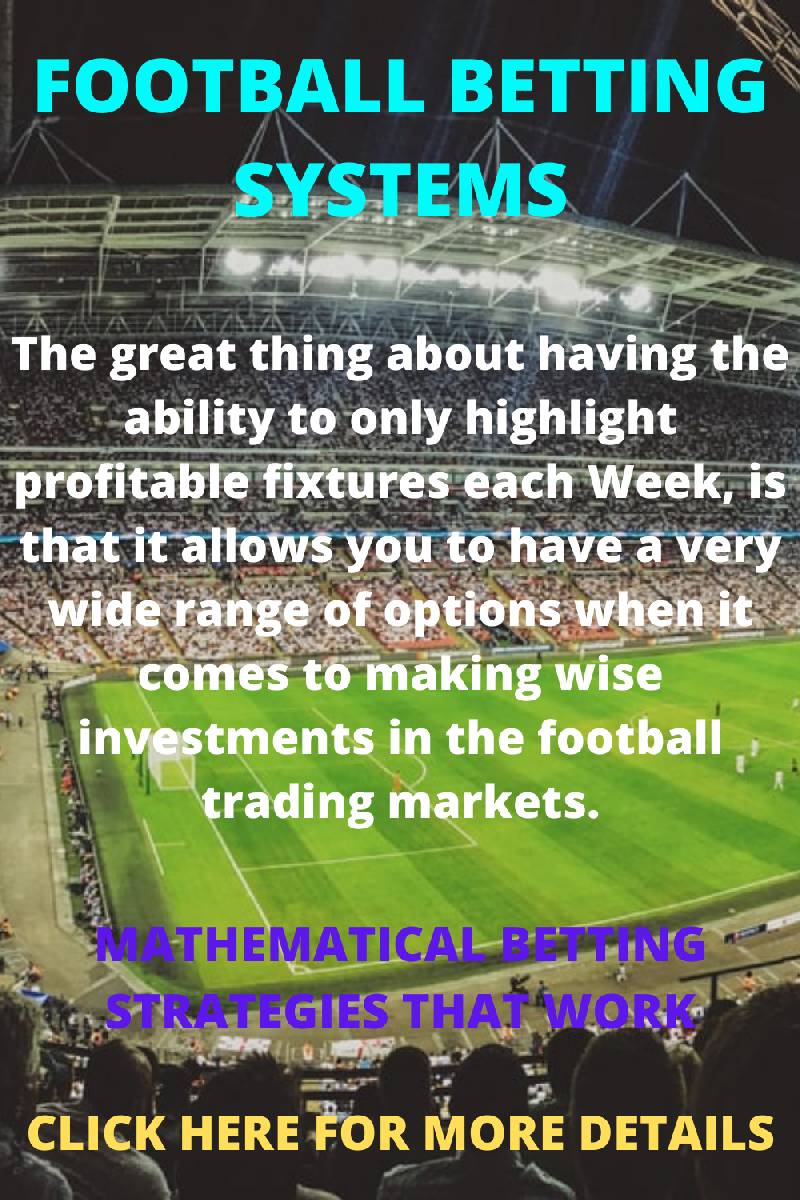 FOOTBALL BETTING
SYSTEMS
The great thing about having the
ability to only highlight
profitable fixtures each Week, is
that it allows you to have a very
wide range of options when it
comes to making wise
investments in the football
trading markets.
MATHEMATICAL BETTING
STRATEGIES THAT WORK
CLICK HERE FOR MORE DETAILS